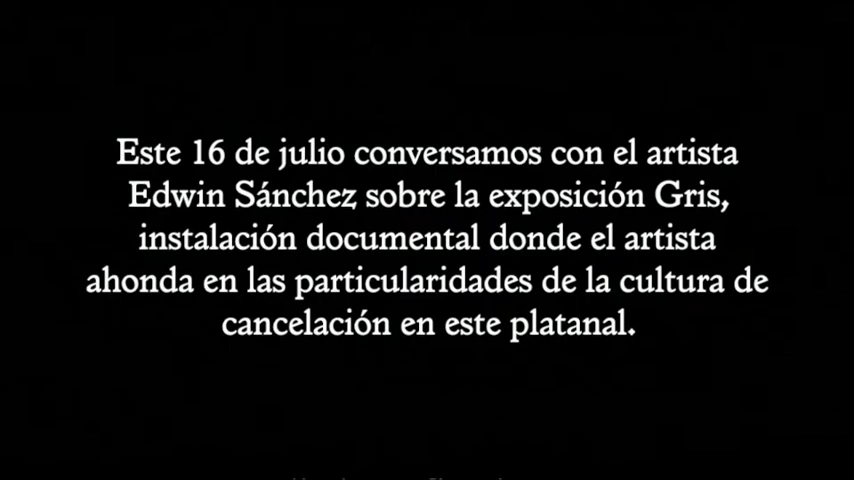 Este 16 de julio conversamos con el artista
Edwin Sánchez sobre la exposición Gris,
instalación documental donde el artista
ahonda en las particularidades de la cultura de
cancelación en este platanal.